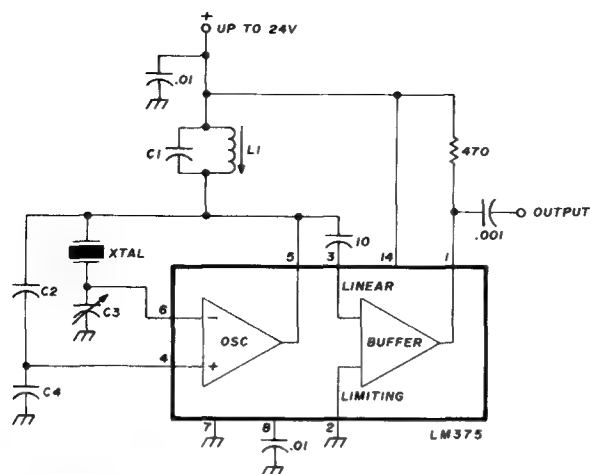 +
UP TO 24V
.01
C1
L1
470
.001
OUTPUT
10
XTAL
5
3
14
1
C2
C3
6
4
C4
LINEAR
−
OSC
+
BUFFER
LIMITING
7
8
.01
2
LM375